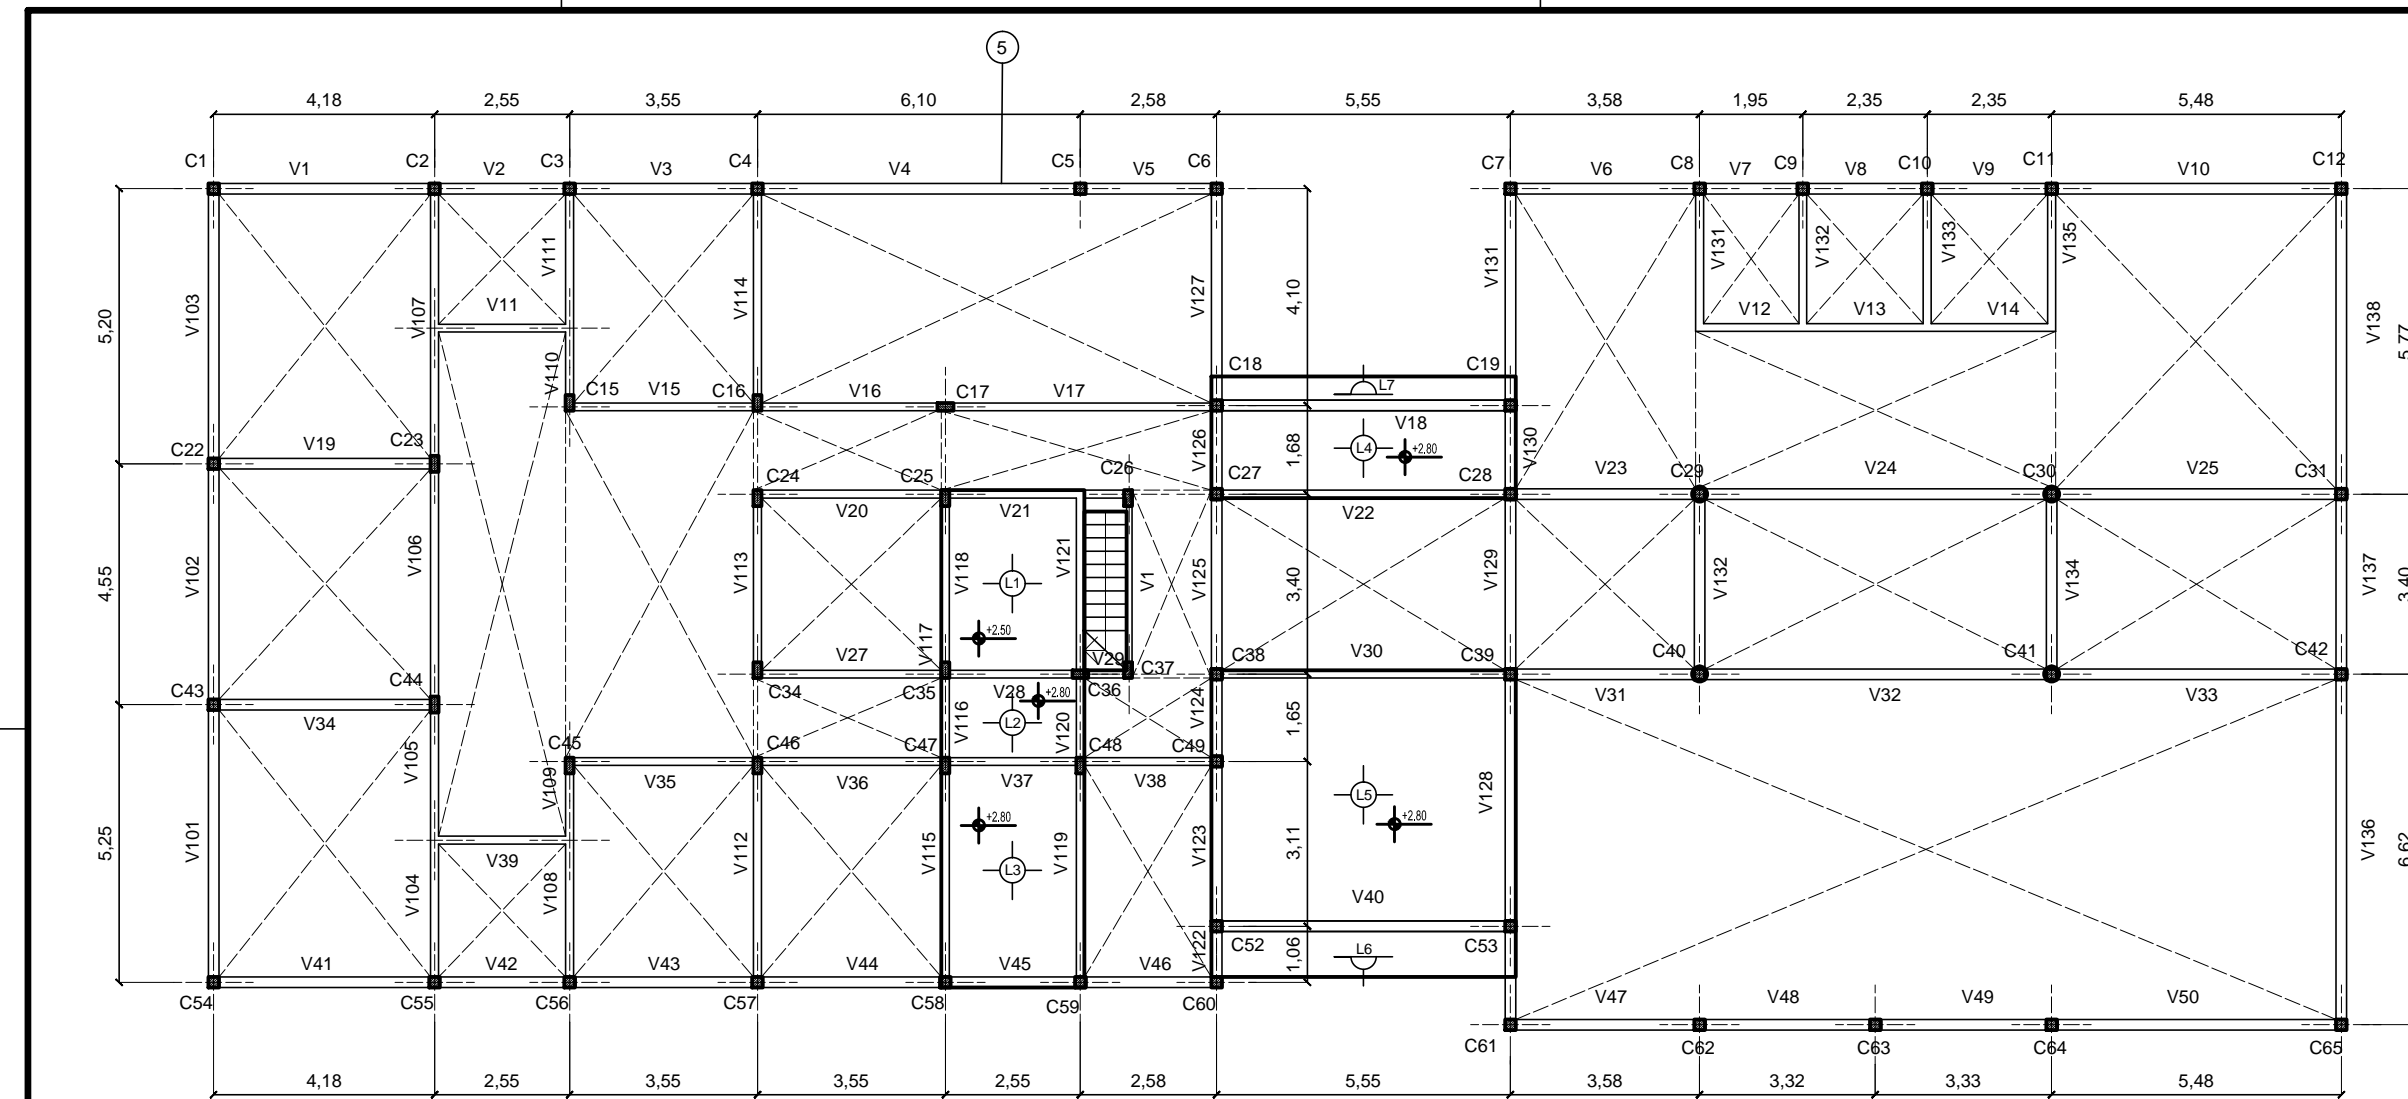 5
4,18 2,55 3,55 6,10 2,58 5,55 3,58 1,95 2,35 2,35 5,48
C1 V1 C2 V2 C3 V3 C4 V4 C5 V5 C6 C7 V6 C8 V7 C9 V8 C10 V9 C11 V10 C12
V111 V131 V132 V133 V135
V103 V107 V11 V114 V127 4,10 V131 V12 V13 V14 V138
5,20 5,77
V110 C15 V15 C16 V16 C17 V17 C18 L7 C19
V18
C22 V19 C23 V126 1,68 L4 +2.80 V130
C24 C25 C26 C27 C28 V23 C29 V24 C30 V25 C31
V20 V21 V22
V102 V106 V113 V118 V121 V1 V125 3,40 V129 V132 V134 V137 3,40
4,55 L1
V117 +2.50
V27 V29 C37 C38 V30 C39 C40 C41 C42
C43 C44 C34 C35 V28 +2.80 C36 V124 V31 V32 V33
V34 V116 L2 V120 1,65
V105 C45 C46 C47 C48 C49
V109 V35 V36 V37 V38 L5 V128
V101 5,25 +2.80 V123 3,11 +2.80 V136 6,62
V39 V112 V115 L3 V119
V104 V108 V40
V122 C52 L6 C53
1,06
V41 V42 V43 V44 V45 V46 V47 V48 V49 V50
C54 C55 C56 C57 C58 C59 C60 C61 C62 C63 C64 C65
4,18 2,55 3,55 3,55 2,55 2,58 5,55 3,58 3,32 3,33 5,48